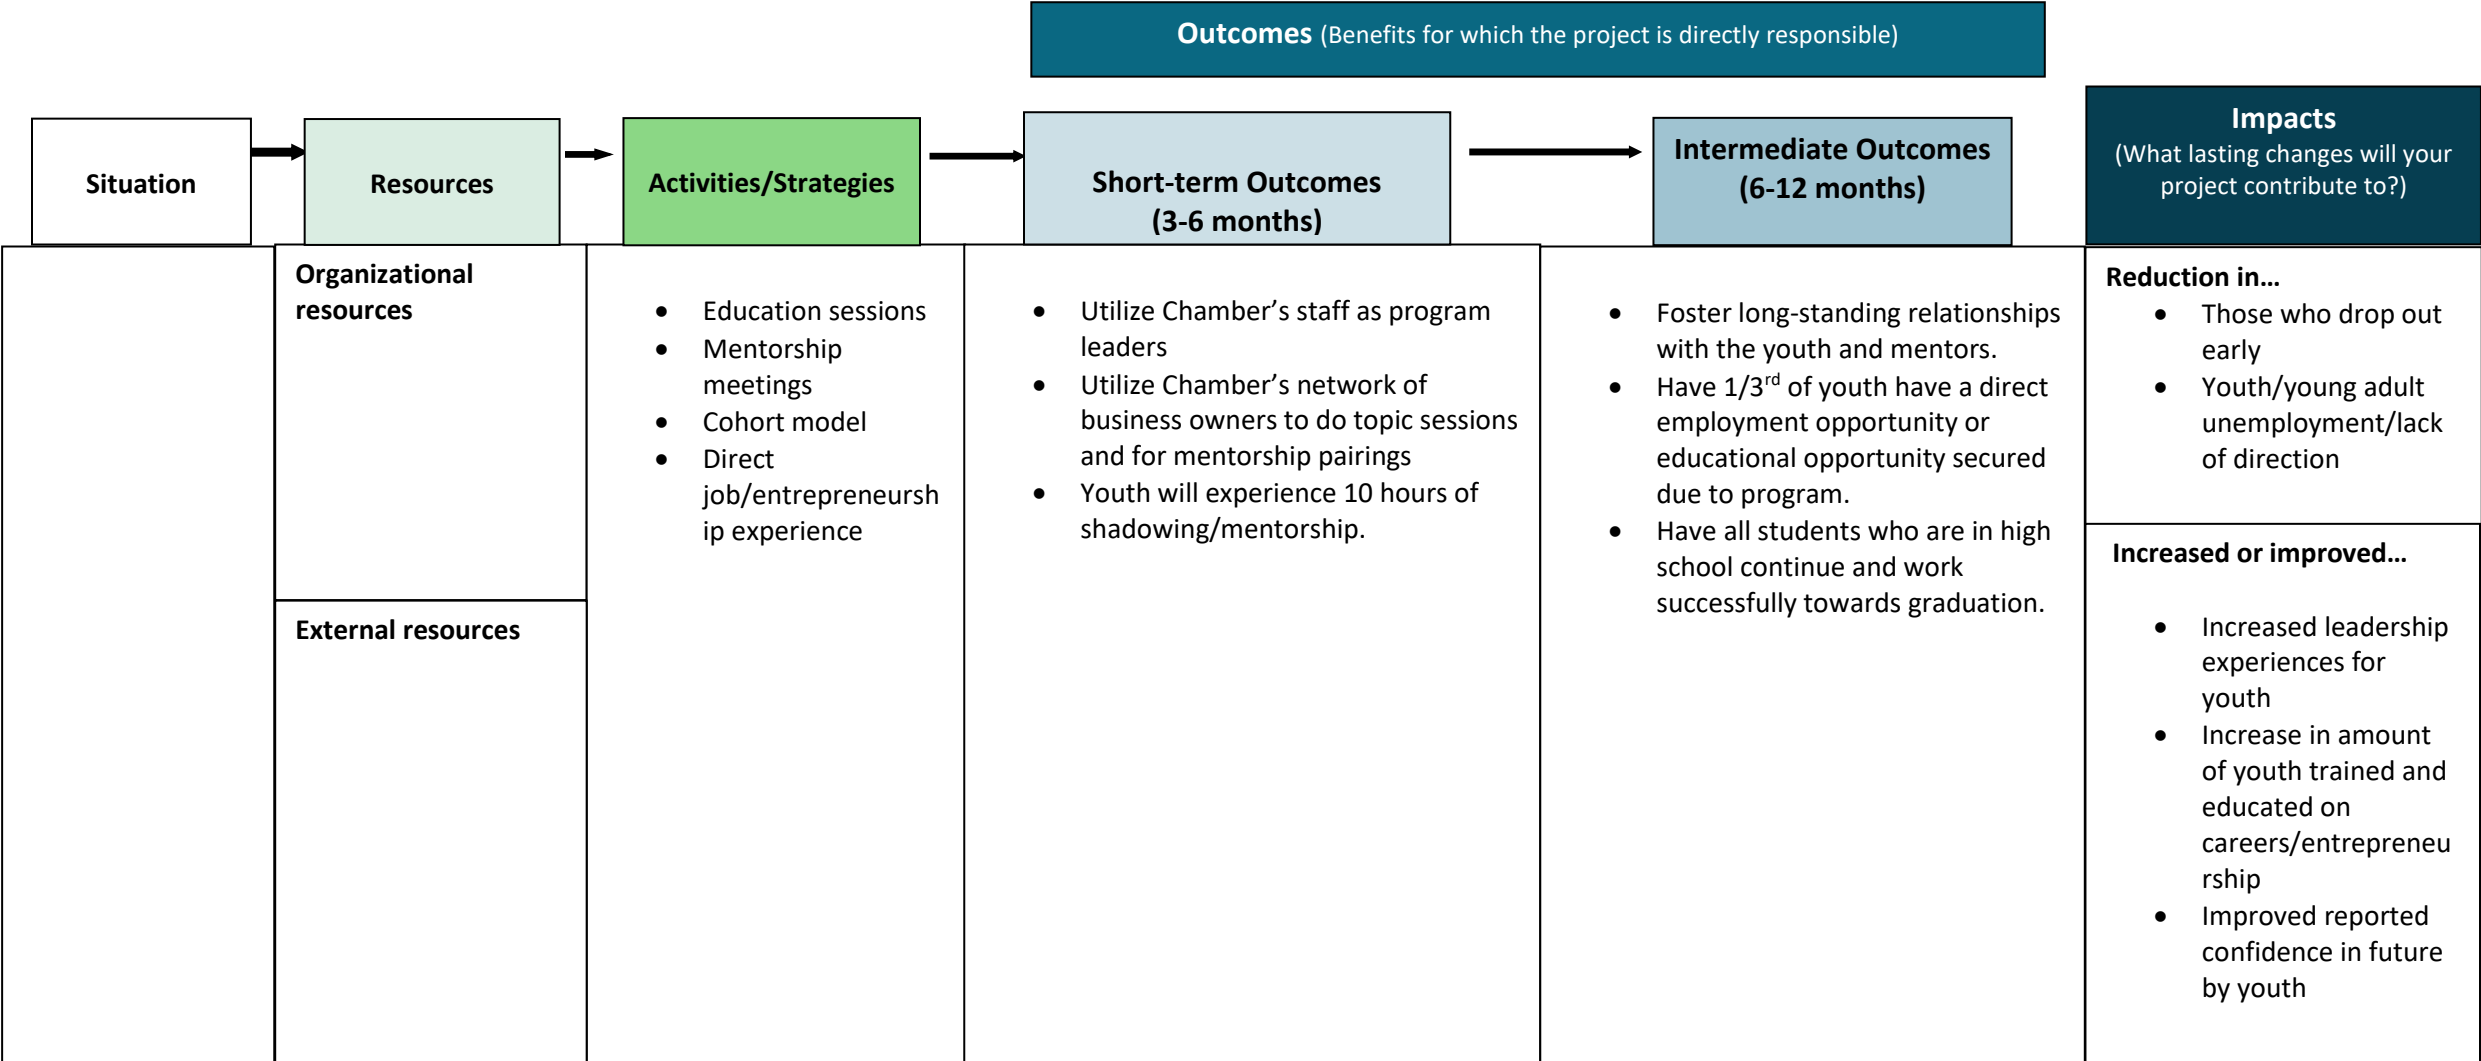 Outcomes (Benefits for which the project is directly responsible)
Situation
Resources
Activities/Strategies
Short-term Outcomes
(3-6 months)
Intermediate Outcomes
(6-12 months)
Impacts
(What lasting changes will your
project contribute to?)
Organizational
resources
External resources
• Education sessions
• Mentorship
meetings
• Cohort model
• Direct
job/entrepreneursh
ip experience
• Utilize Chamber’s staff as program
leaders
• Utilize Chamber’s network of
business owners to do topic sessions
and for mentorship pairings
• Youth will experience 10 hours of
shadowing/mentorship.
• Foster long-standing relationships
with the youth and mentors.
• Have 1/3rd of youth have a direct
employment opportunity or
educational opportunity secured
due to program.
• Have all students who are in high
school continue and work
successfully towards graduation.
Reduction in…
• Those who drop out
early
• Youth/young adult
unemployment/lack
of direction
Increased or improved…
• Increased leadership
experiences for
youth
• Increase in amount
of youth trained and
educated on
careers/entrepreneu
rship
• Improved reported
confidence in future
by youth